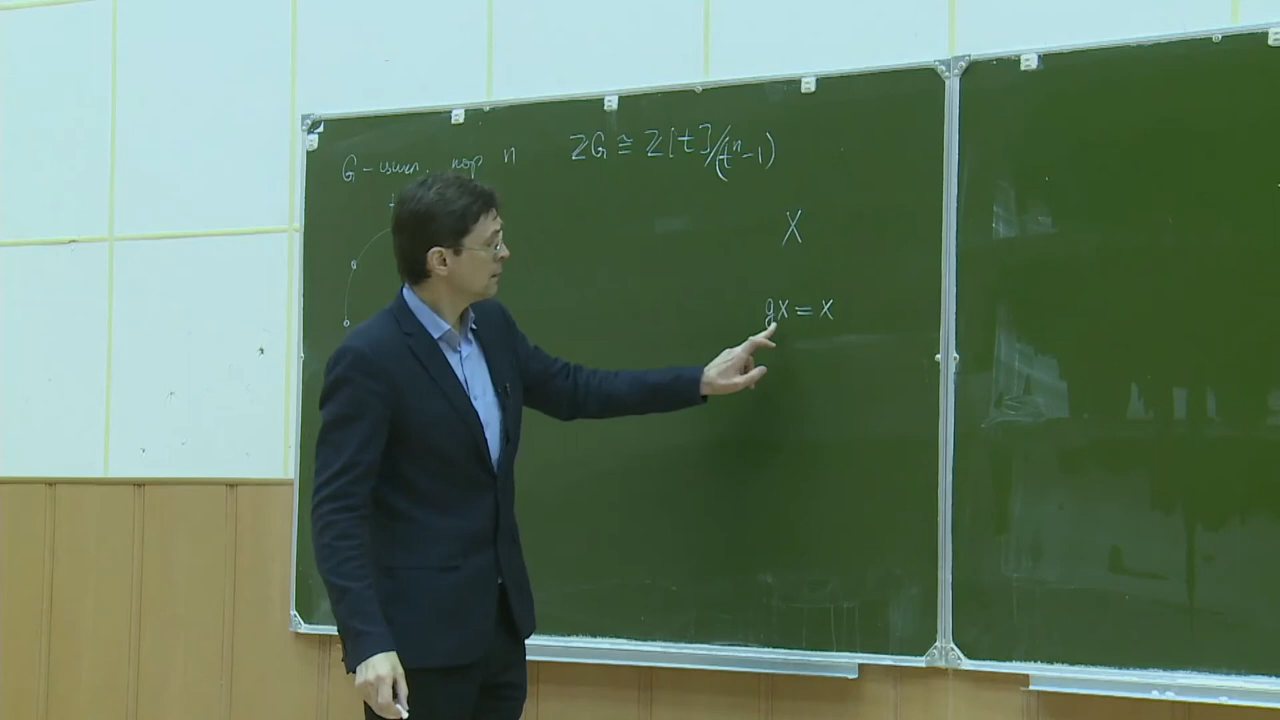 G - цикл. пор n ZG ≅ Z[t]/(tⁿ-1)
t
X
gx = x